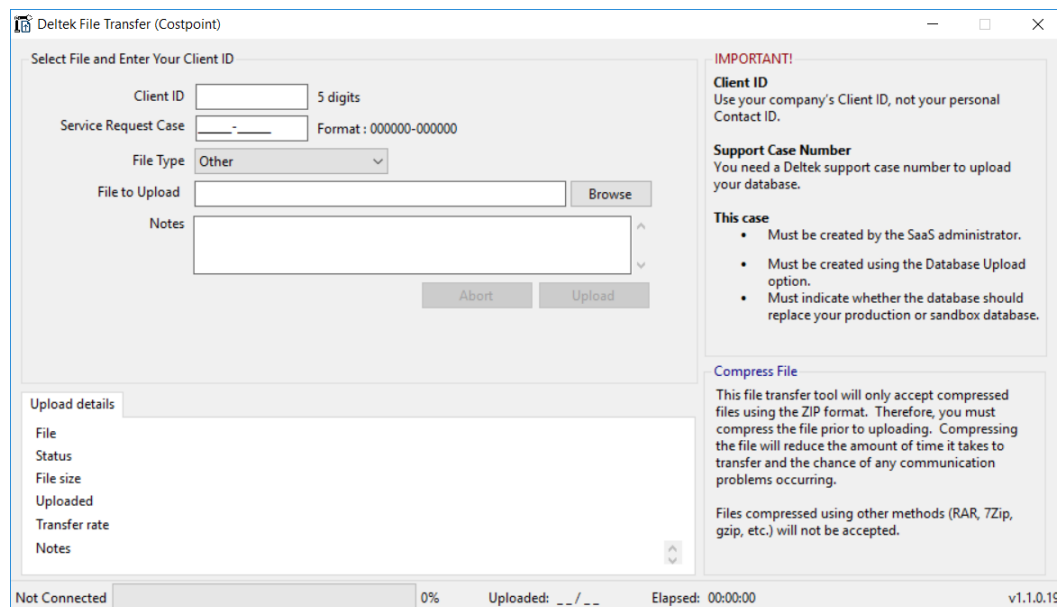 Deltek File Transfer (Costpoint)
Select File and Enter Your Client ID
Client ID
5 digits
Service Request Case
_____-_____
Format : 000000-000000
File Type
Other
File to Upload
Browse
Notes
Abort
Upload
IMPORTANT!
Client ID
Use your company's Client ID, not your personal
Contact ID.
Support Case Number
You need a Deltek support case number to upload
your database.
This case
• Must be created by the SaaS administrator.
• Must be created using the Database Upload
option.
• Must indicate whether the database should
replace your production or sandbox database.
Upload details
File
Status
File size
Uploaded
Transfer rate
Notes
Compress File
This file transfer tool will only accept compressed
files using the ZIP format. Therefore, you must
compress the file prior to uploading. Compressing
the file will reduce the amount of time it takes to
transfer and the chance of any communication
problems occurring.
Files compressed using other methods (RAR, 7Zip,
gzip, etc.) will not be accepted.
Not Connected
0%
Uploaded: _ _ / _ _
Elapsed: 00:00:00
v1.1.0.19